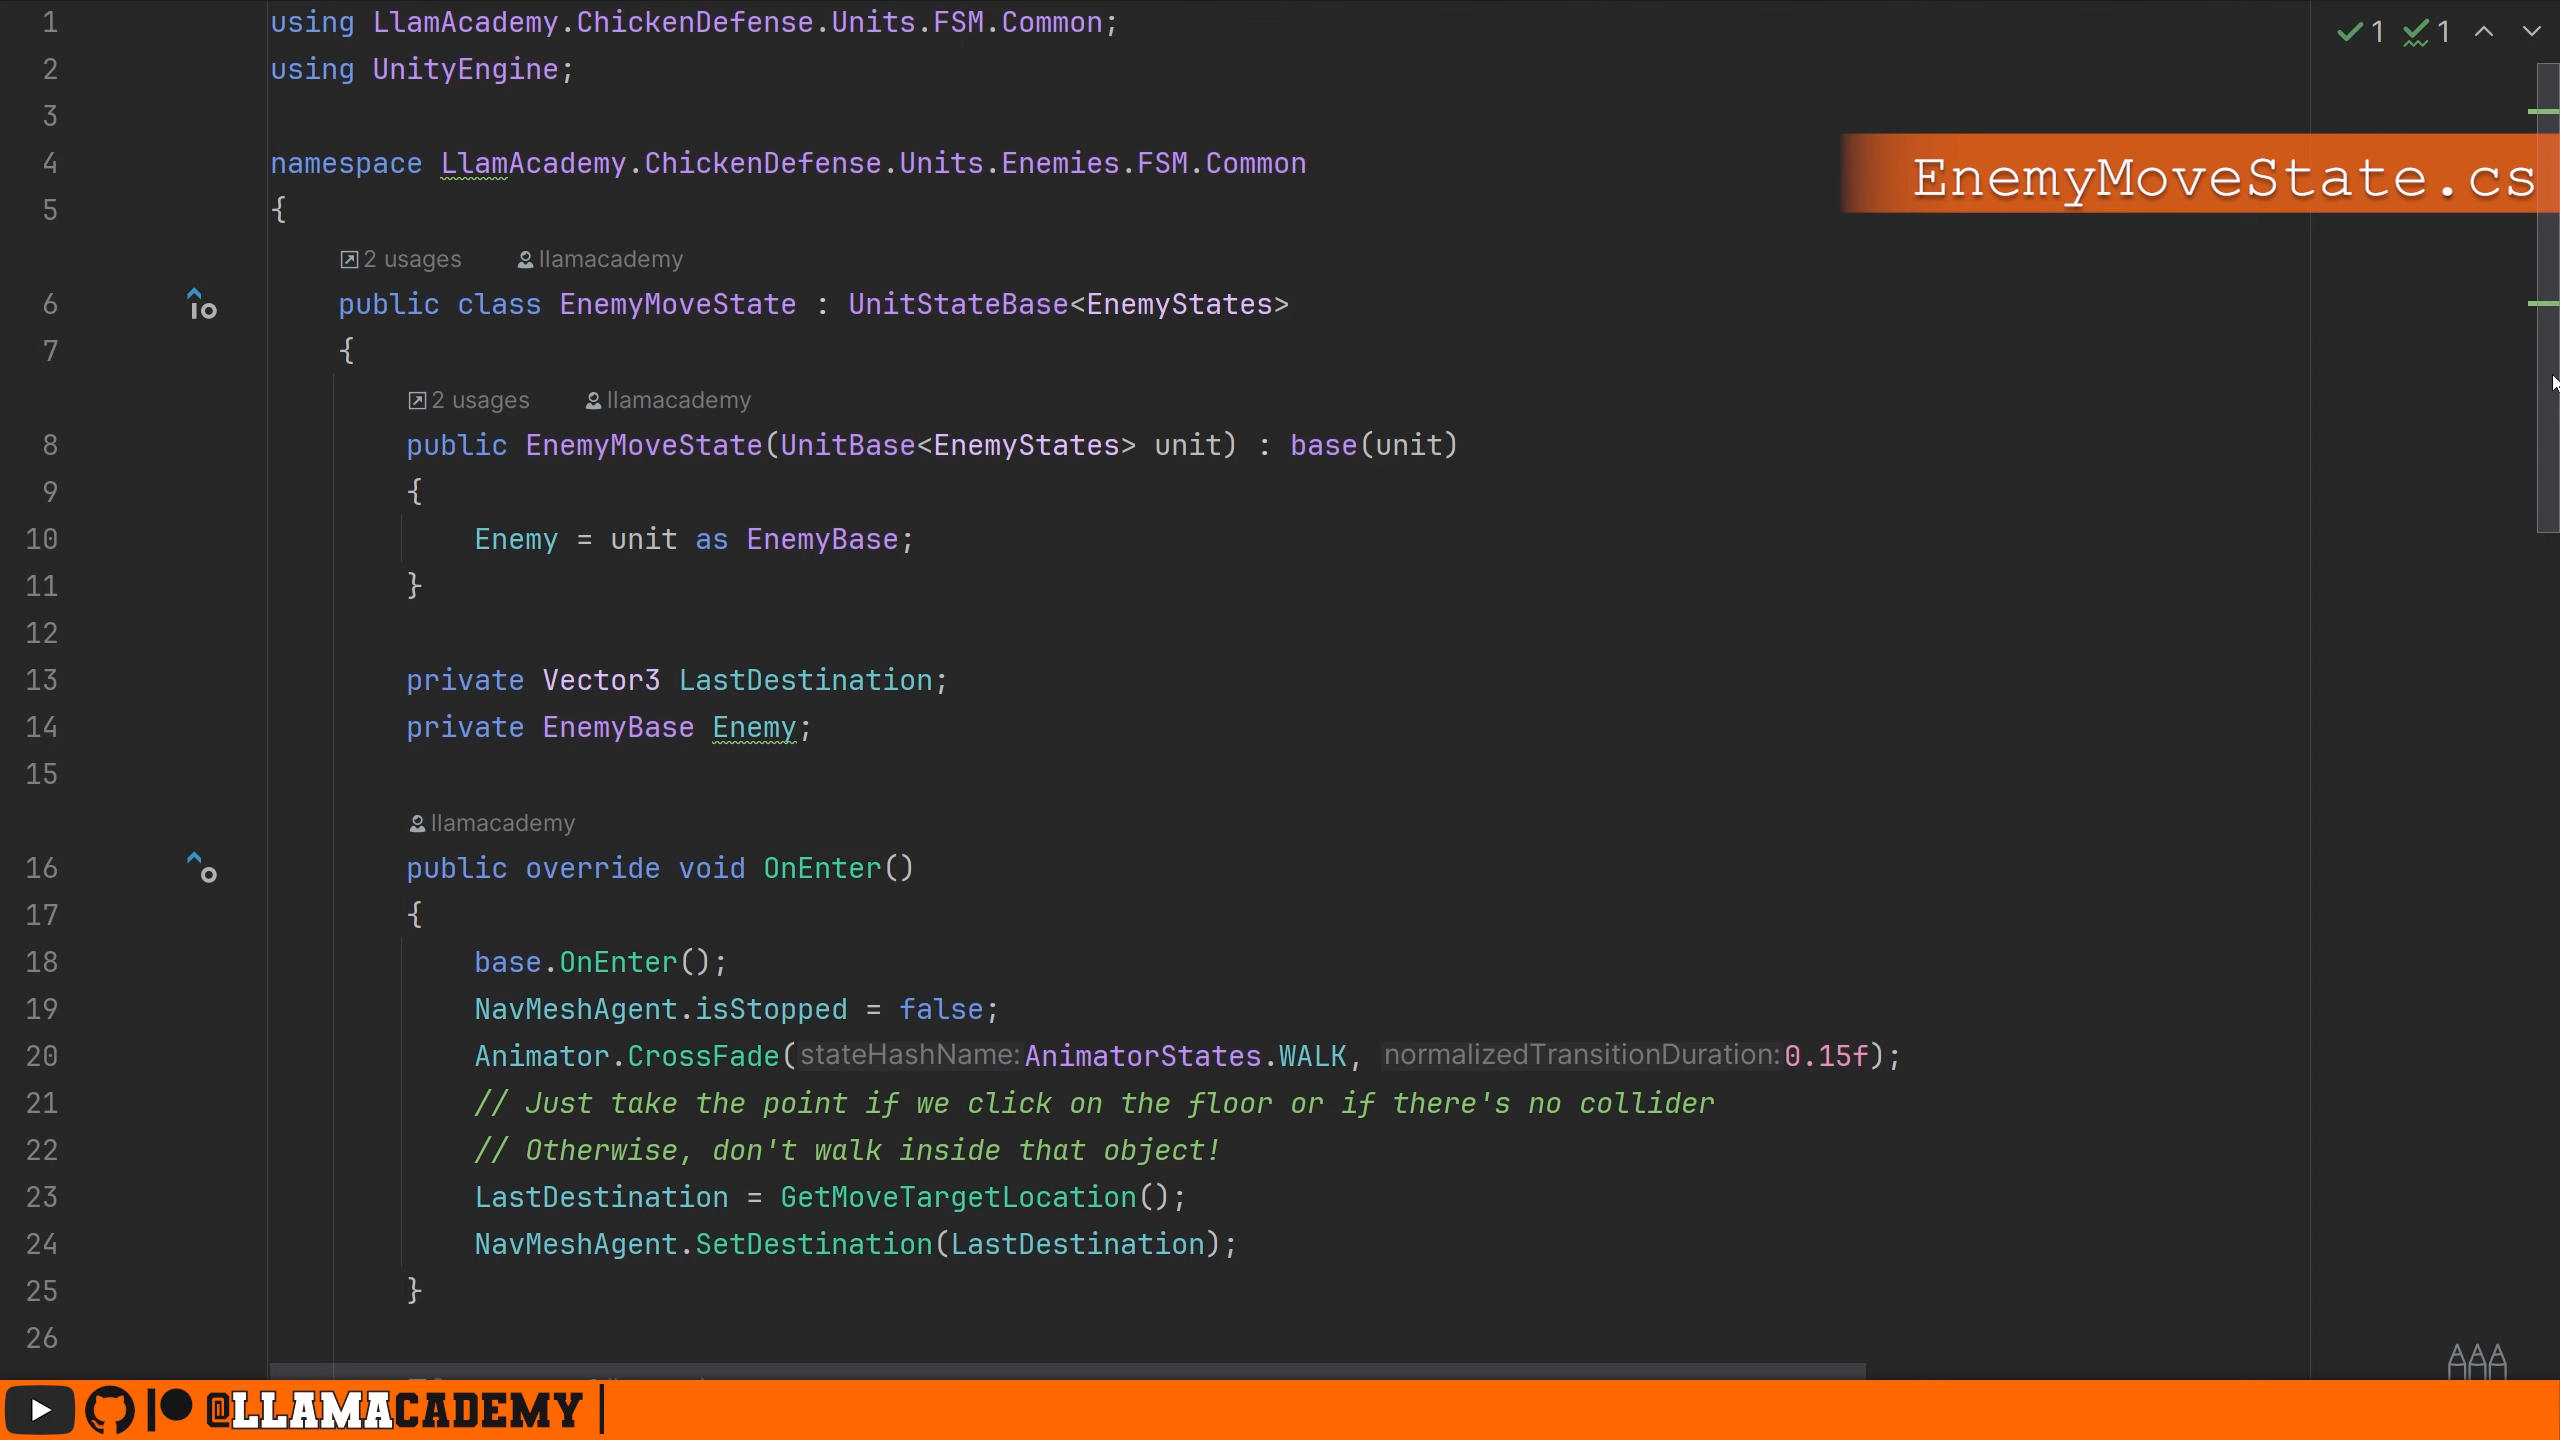 1 using LlamAcademy.ChickenDefense.Units.FSM.Common;
2 using UnityEngine;
3
4 namespace LlamAcademy.ChickenDefense.Units.Enemies.FSM.Common
5 {
2 usages llamacademy
6 public class EnemyMoveState : UnitStateBase<EnemyStates>
7 {
2 usages llamacademy
8 public EnemyMoveState(UnitBase<EnemyStates> unit) : base(unit)
9 {
10 Enemy = unit as EnemyBase;
11 }
12
13 private Vector3 LastDestination;
14 private EnemyBase Enemy;
15
llamacademy
16 public override void OnEnter()
17 {
18 base.OnEnter();
19 NavMeshAgent.isStopped = false;
20 Animator.CrossFade(stateHashName: AnimatorStates.WALK, normalizedTransitionDuration: 0.15f);
21 // Just take the point if we click on the floor or if there's no collider
22 // Otherwise, don't walk inside that object!
23 LastDestination = GetMoveTargetLocation();
24 NavMeshAgent.SetDestination(LastDestination);
25 }
26
1 1
EnemyMoveState.cs
@LLAMACADEMY |